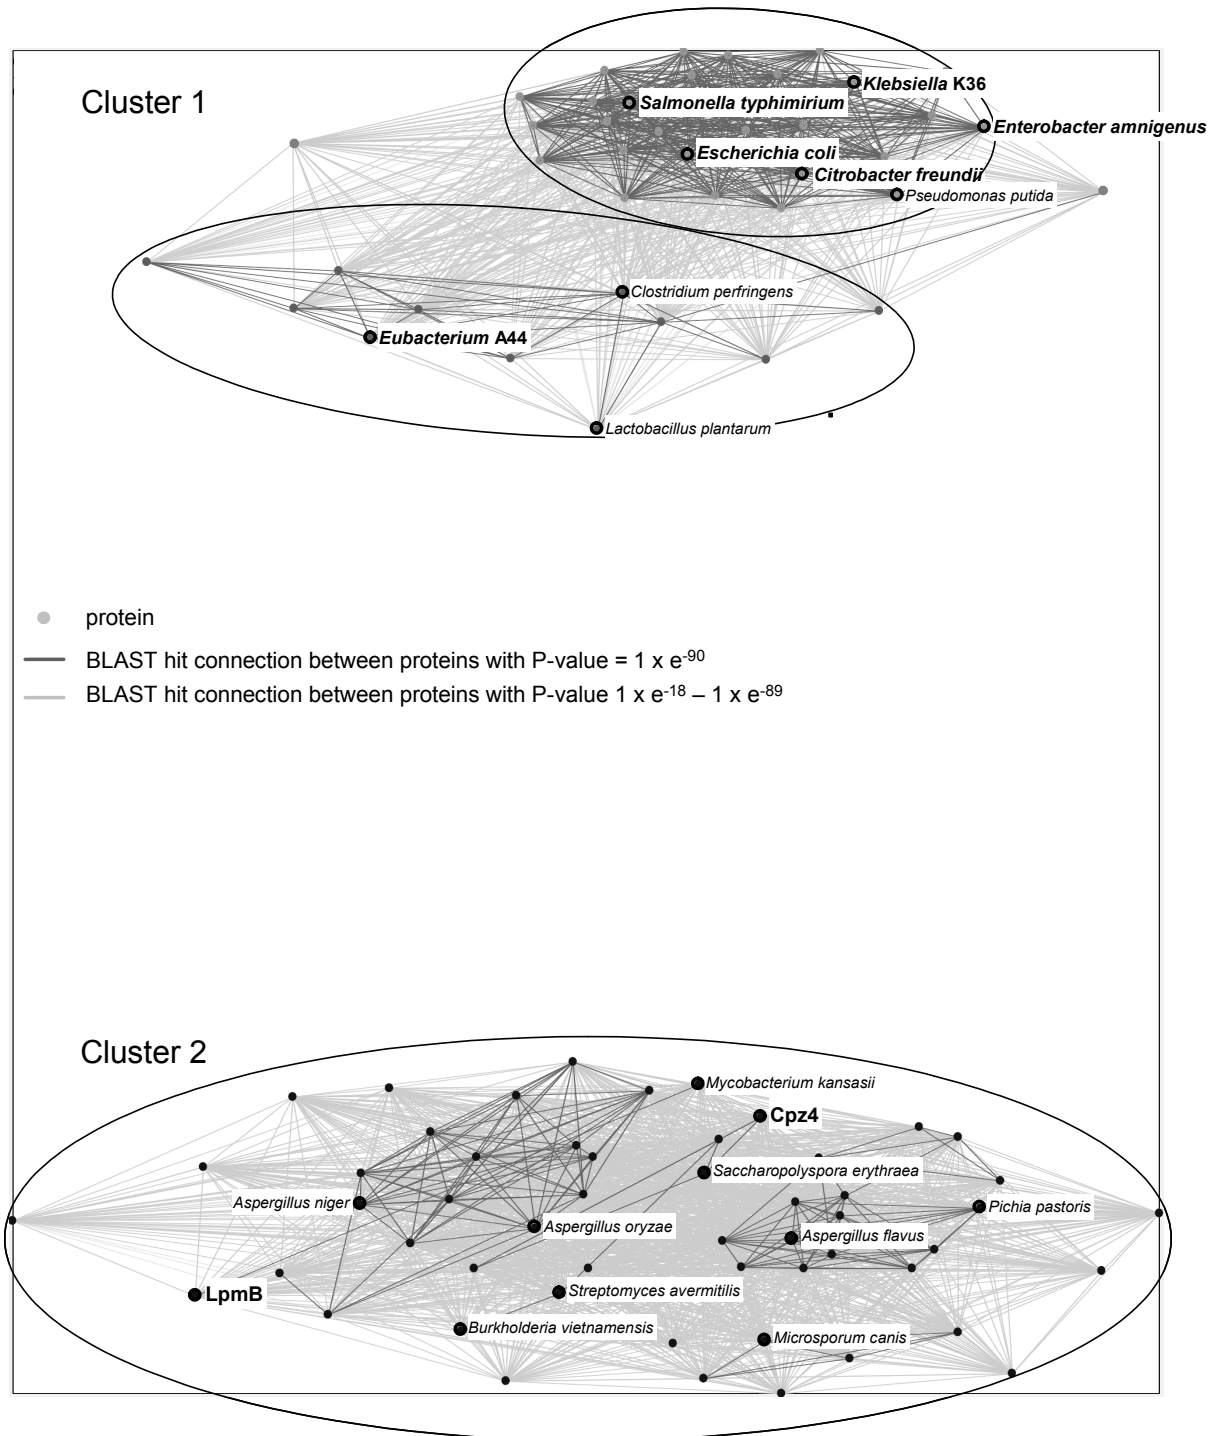 Cluster 1
Klebsiella K36
Salmonella typhimirium
Enterobacter amnigenus
Escherichia coli
Citrobacter freundii
Pseudomonas putida
Clostridium perfringens
Eubacterium A44
Lactobacillus plantarum
protein
BLAST hit connection between proteins with P-value = 1 x e-90
BLAST hit connection between proteins with P-value 1 x e-18 – 1 x e-89
Cluster 2
Mycobacterium kansasii
Cpz4
Saccharopolyspora erythraea
Aspergillus niger
Pichia pastoris
Aspergillus oryzae
Aspergillus flavus
LpmB
Streptomyces avermitilis
Burkholderia vietnamensis
Microsporum canis